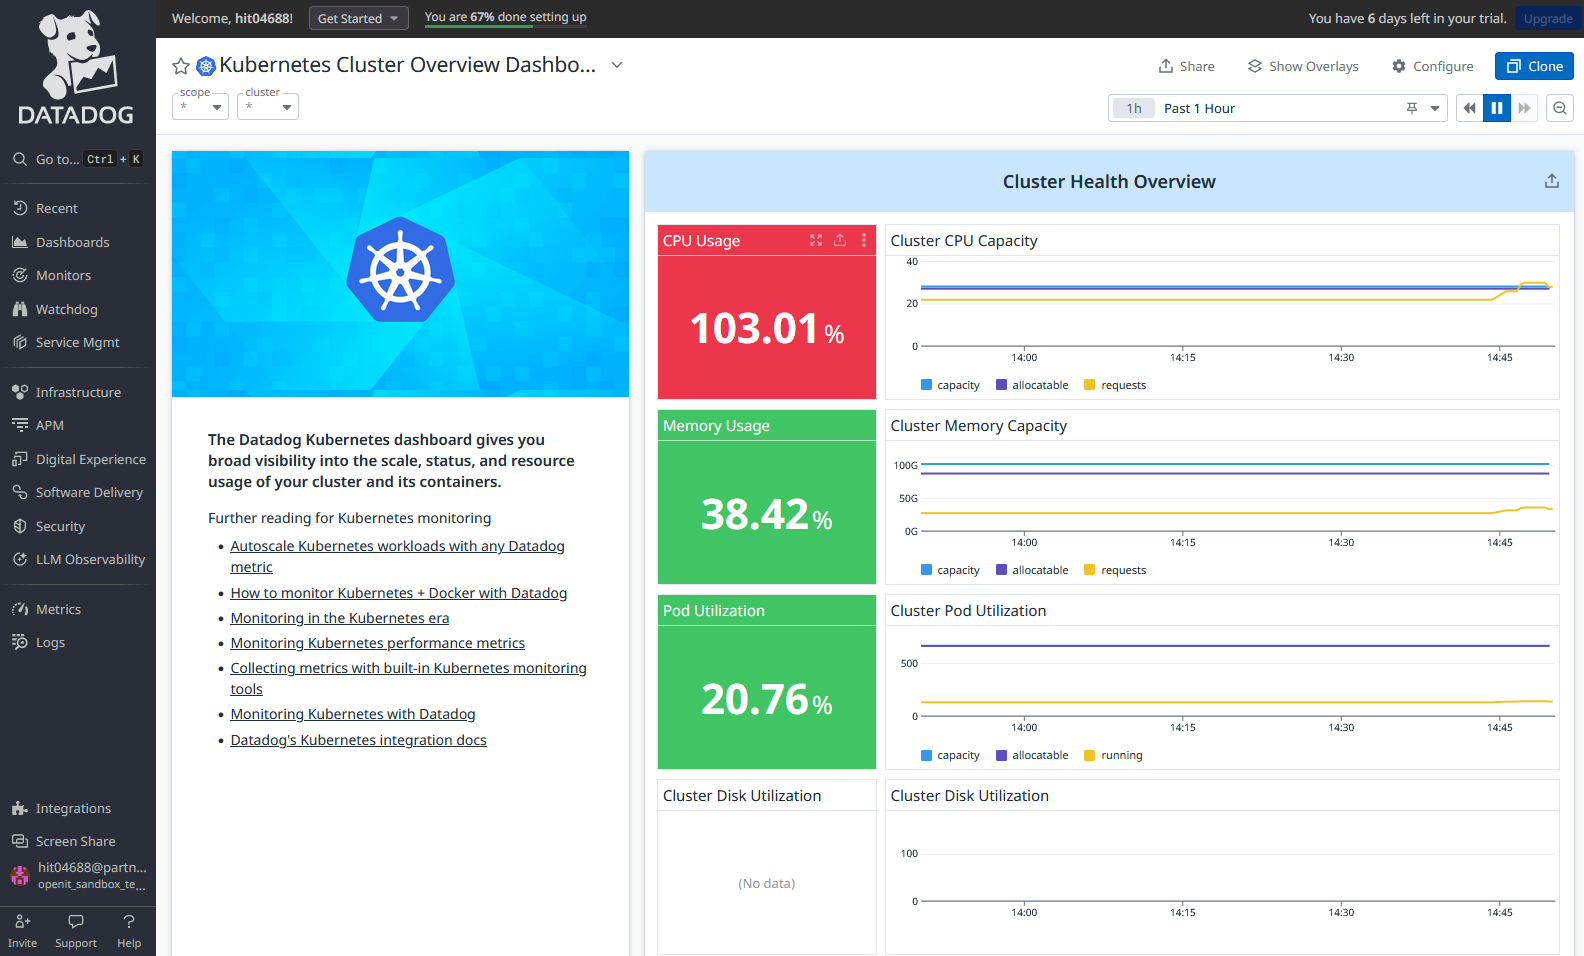 DATADOG
Go to... Ctrl + K
Recent
Dashboards
Monitors
Watchdog
Service Mgmt
Infrastructure
APM
Digital Experience
Software Delivery
Security
LLM Observability
Metrics
Logs
Integrations
Screen Share
hit04688@partn...
openit_sandbox_te...
Invite Support Help
Welcome, hit04688! Get Started You are 67% done setting up You have 6 days left in your trial. Upgrade
Kubernetes Cluster Overview Dashbo... Share Show Overlays Configure Clone
scope cluster
* *
1h Past 1 Hour
The Datadog Kubernetes dashboard gives you
broad visibility into the scale, status, and resource
usage of your cluster and its containers.
Further reading for Kubernetes monitoring
• Autoscale Kubernetes workloads with any Datadog
metric
• How to monitor Kubernetes + Docker with Datadog
• Monitoring in the Kubernetes era
• Monitoring Kubernetes performance metrics
• Collecting metrics with built-in Kubernetes monitoring
tools
• Monitoring Kubernetes with Datadog
• Datadog's Kubernetes integration docs
Cluster Health Overview
CPU Usage
103.01%
Cluster CPU Capacity
40
20
0
14:00 14:15 14:30 14:45
capacity allocatable requests
Memory Usage
38.42%
Cluster Memory Capacity
100G
50G
0G
14:00 14:15 14:30 14:45
capacity allocatable requests
Pod Utilization
20.76%
Cluster Pod Utilization
500
0
14:00 14:15 14:30 14:45
capacity allocatable running
Cluster Disk Utilization
(No data)
Cluster Disk Utilization
100
0
14:00 14:15 14:30 14:45